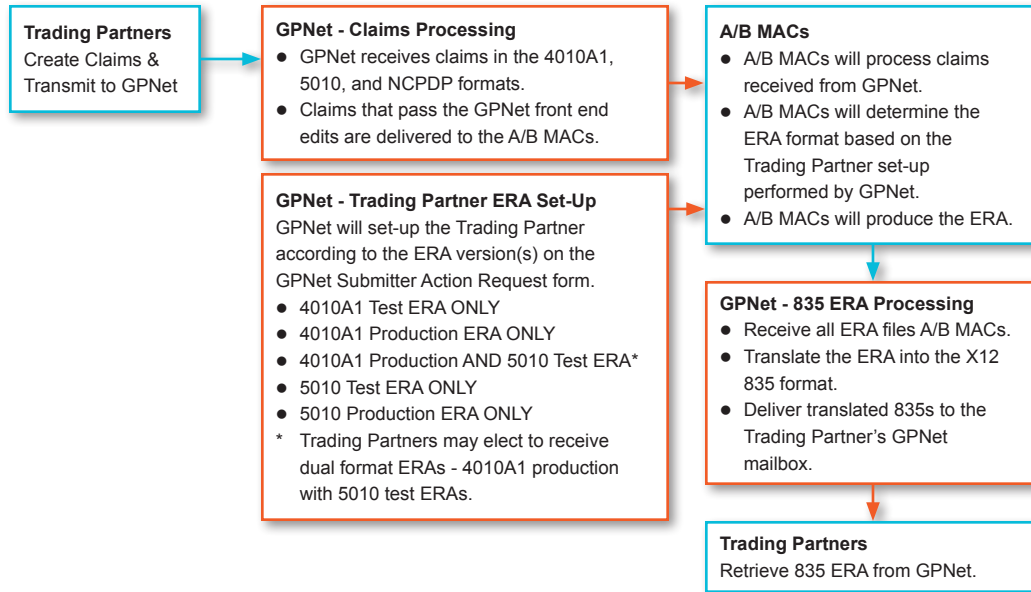 Trading Partners
Create Claims &
Transmit to GPNet
GPNet - Claims Processing
● GPNet receives claims in the 4010A1,
5010, and NCPDP formats.
● Claims that pass the GPNet front end
edits are delivered to the A/B MACs.
GPNet - Trading Partner ERA Set-Up
GPNet will set-up the Trading Partner
according to the ERA version(s) on the
GPNet Submitter Action Request form.
● 4010A1 Test ERA ONLY
● 4010A1 Production ERA ONLY
● 4010A1 Production AND 5010 Test ERA*
● 5010 Test ERA ONLY
● 5010 Production ERA ONLY
* Trading Partners may elect to receive
dual format ERAs - 4010A1 production
with 5010 test ERAs.
A/B MACs
● A/B MACs will process claims
received from GPNet.
● A/B MACs will determine the
ERA format based on the
Trading Partner set-up
performed by GPNet.
● A/B MACs will produce the ERA.
GPNet - 835 ERA Processing
● Receive all ERA files A/B MACs.
● Translate the ERA into the X12
835 format.
● Deliver translated 835s to the
Trading Partner's GPNet
mailbox.
Trading Partners
Retrieve 835 ERA from GPNet.